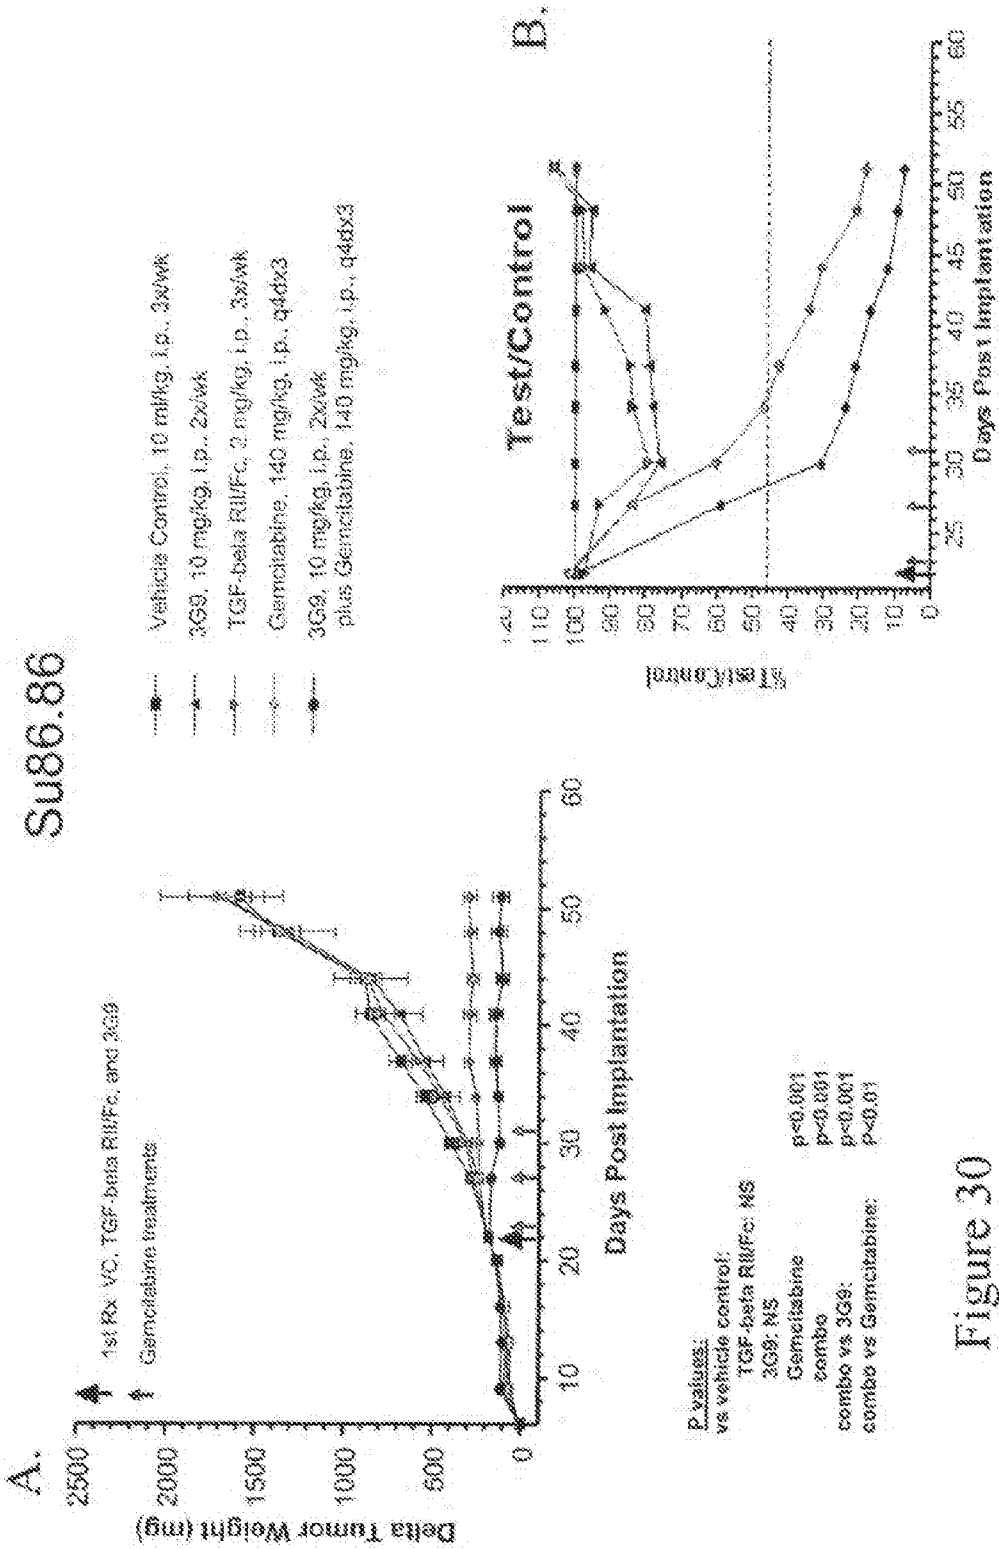 Su86.86
A.
1st Rx: VC, TGF-beta RII/Fc, and 3G9
Gemcitabine treatments
Delta Tumor Weight (mg)
2500
2000
1500
1000
500
0
10
20
30
40
50
60
Days Post Implantation
Vehicle Control, 10 ml/kg, i.p., 3x/wk
3G9, 10 mg/kg, i.p., 2x/wk
TGF-beta RII/Fc, 2 mg/kg, i.p., 3x/wk
Gemcitabine, 140 mg/kg, i.p., q4dx3
3G9, 10 mg/kg, i.p., 2x/wk
plus Gemcitabine, 140 mg/kg, i.p., q4dx3
B.
Test/Control
%Test/Control
120
110
100
90
80
70
60
50
40
30
20
10
0
25
30
35
40
45
50
55
60
Days Post Implantation
P values:
vs vehicle control:
TGF-beta RII/Fc: NS
3G9: NS
Gemcitabine p<0.001
combo p<0.001
combo vs 3G9: p<0.001
combo vs Gemcitabine: P<0.01
Figure 30